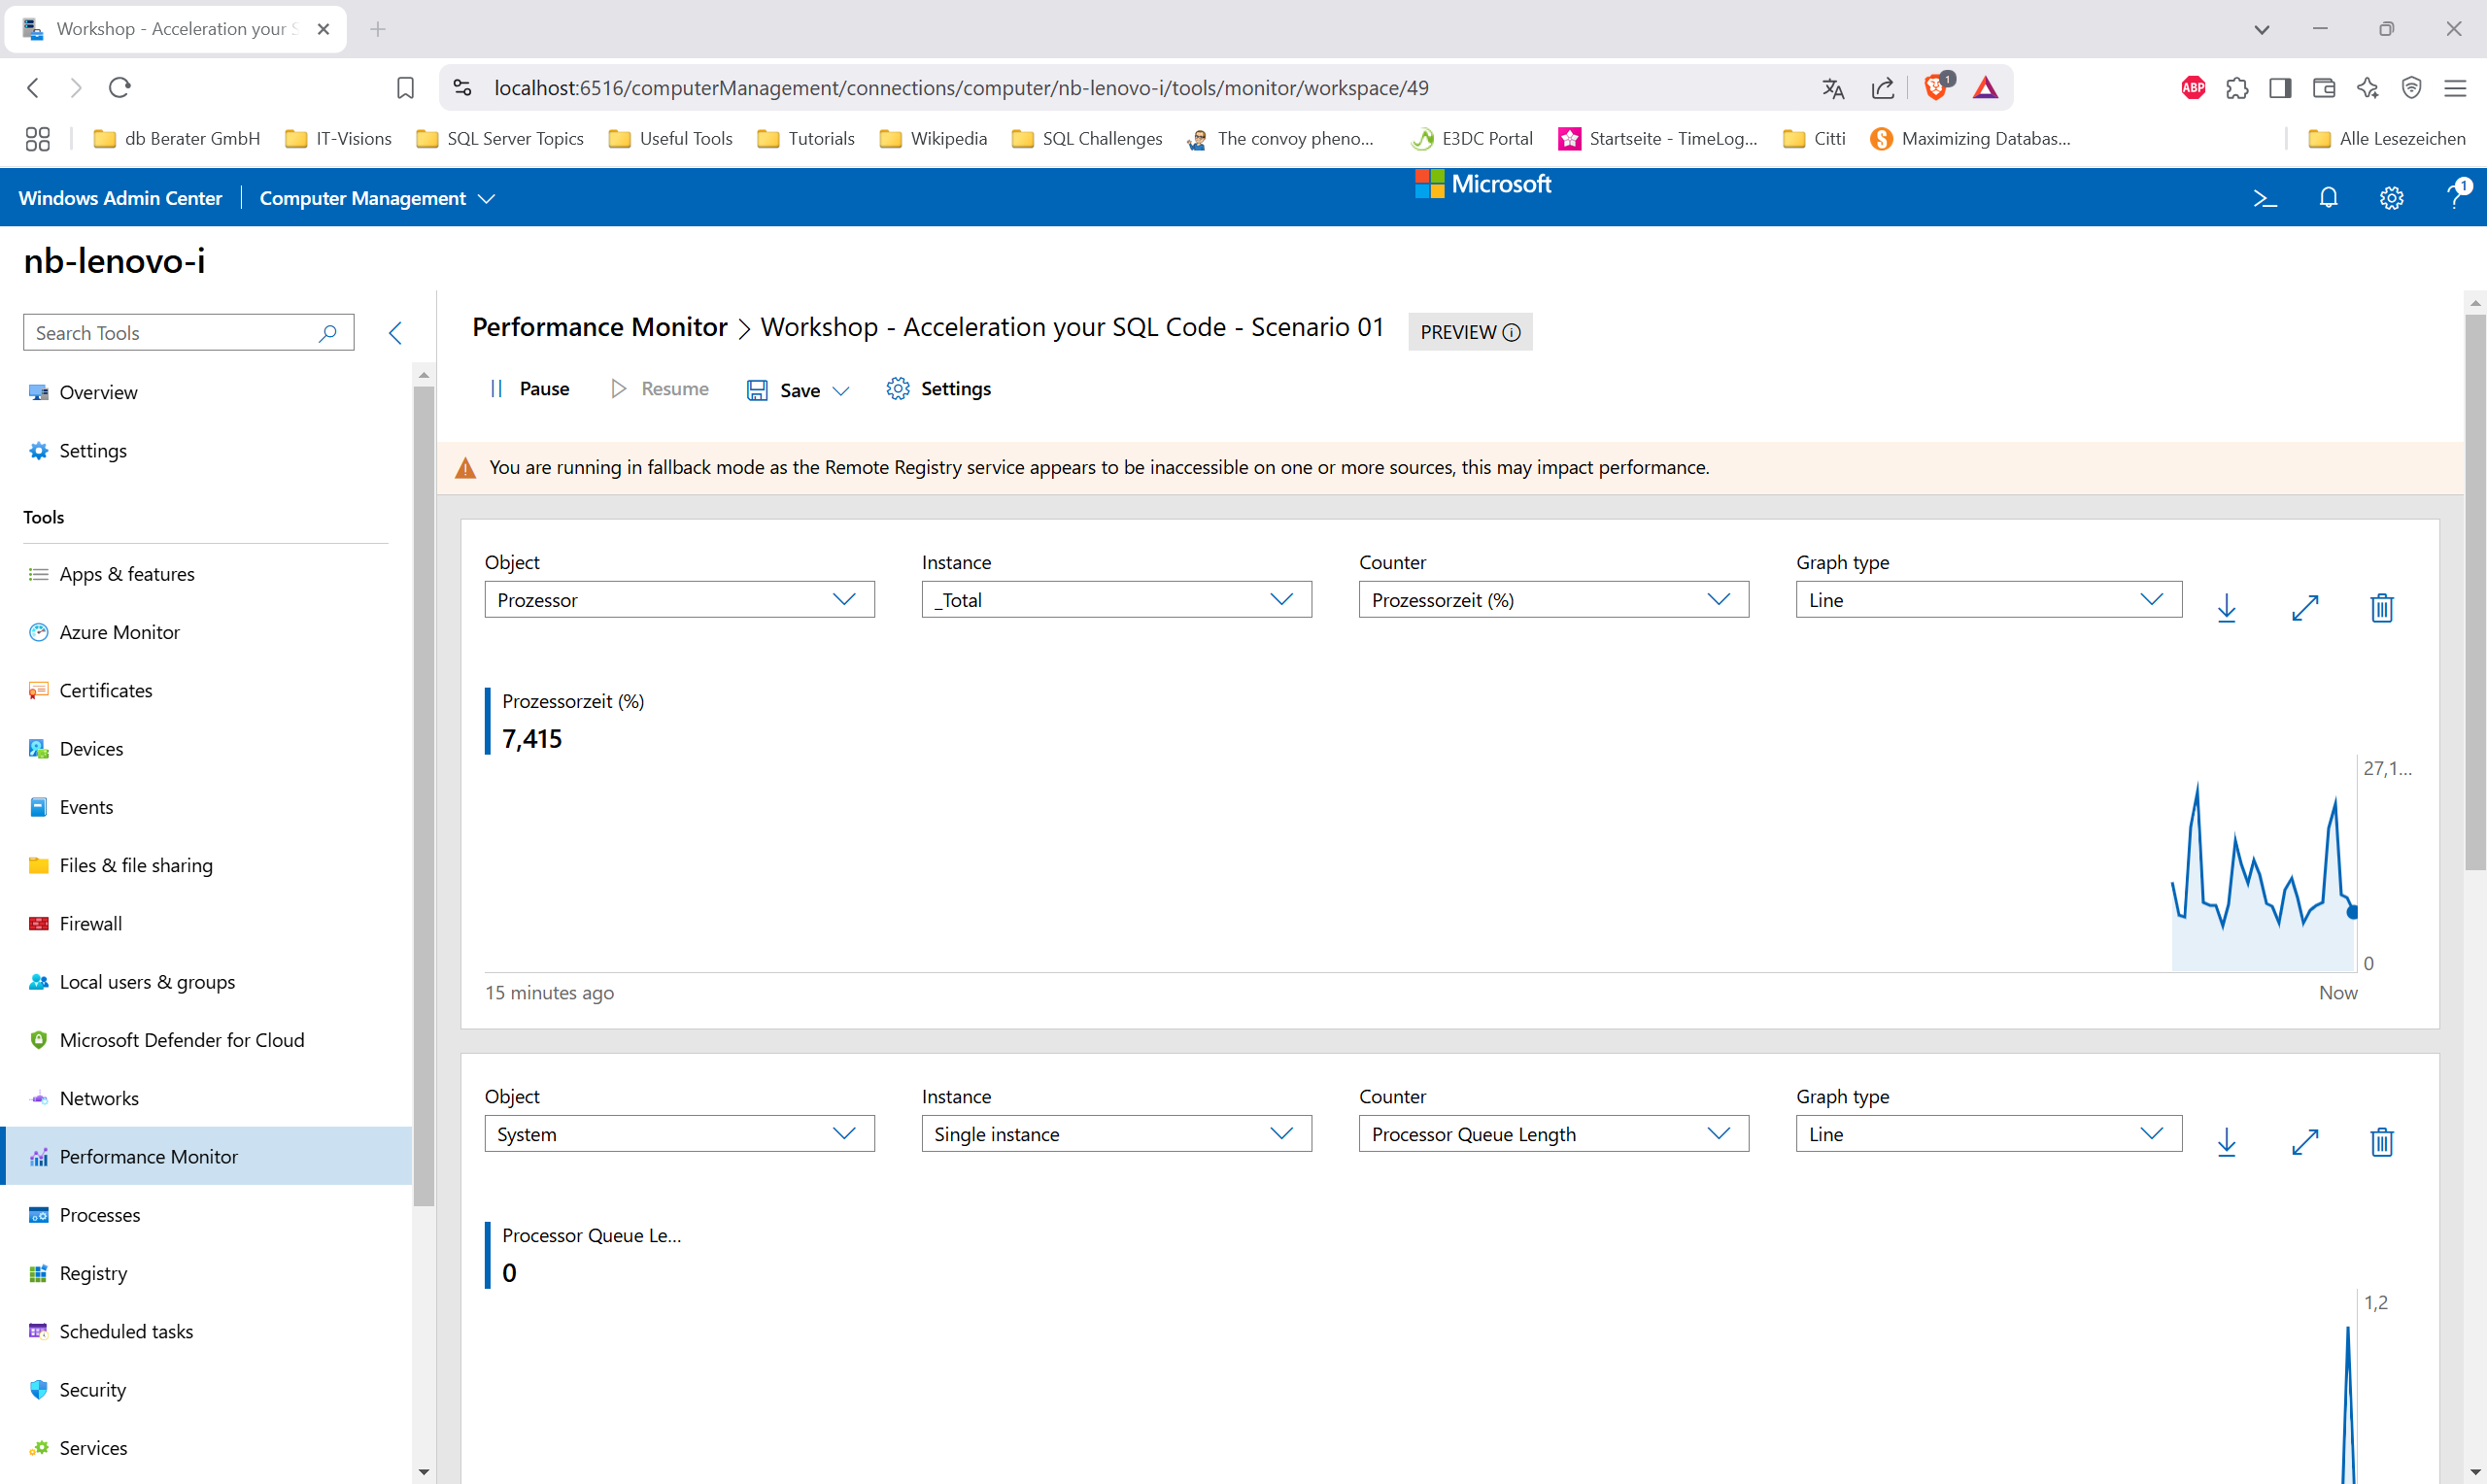 Workshop - Acceleration your S
localhost:6516/computerManagement/connections/computer/nb-lenovo-i/tools/monitor/workspace/49
1
ABP
db Berater GmbH
IT-Visions
SQL Server Topics
Useful Tools
Tutorials
Wikipedia
SQL Challenges
The convoy pheno...
E3DC Portal
Startseite - TimeLog...
Citti
Maximizing Databas...
Alle Lesezeichen
Windows Admin Center
Computer Management
Microsoft
1
nb-lenovo-i
Search Tools
Overview
Settings
Tools
Apps & features
Azure Monitor
Certificates
Devices
Events
Files & file sharing
Firewall
Local users & groups
Microsoft Defender for Cloud
Networks
Performance Monitor
Processes
Registry
Scheduled tasks
Security
Services
Performance Monitor > Workshop - Acceleration your SQL Code - Scenario 01
PREVIEW
Pause
Resume
Save
Settings
You are running in fallback mode as the Remote Registry service appears to be inaccessible on one or more sources, this may impact performance.
Object
Instance
Counter
Graph type
Prozessor
_Total
Prozessorzeit (%)
Line
Prozessorzeit (%)
7,415
27,1...
0
15 minutes ago
Now
Object
Instance
Counter
Graph type
System
Single instance
Processor Queue Length
Line
Processor Queue Le...
0
1,2